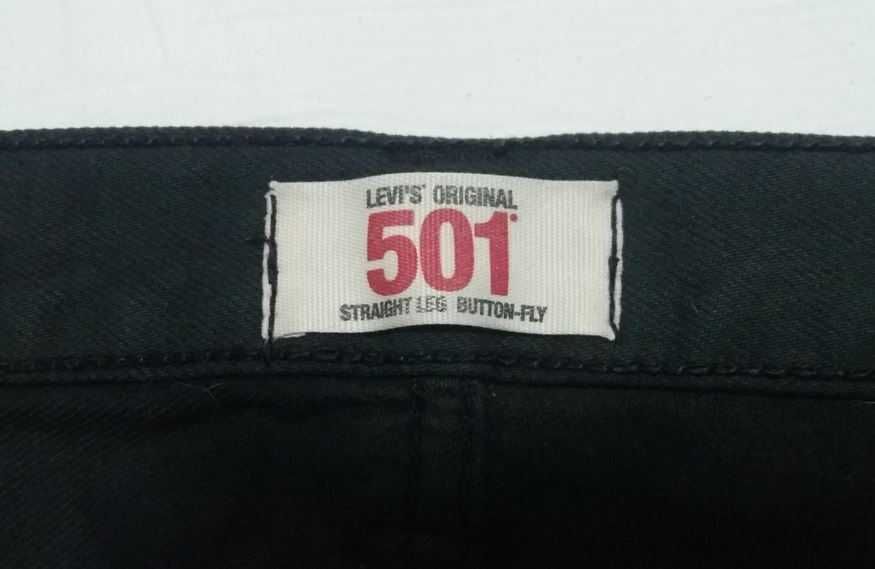 LEVI'S® ORIGINAL
501®
STRAIGHT LEG BUTTON-FLY